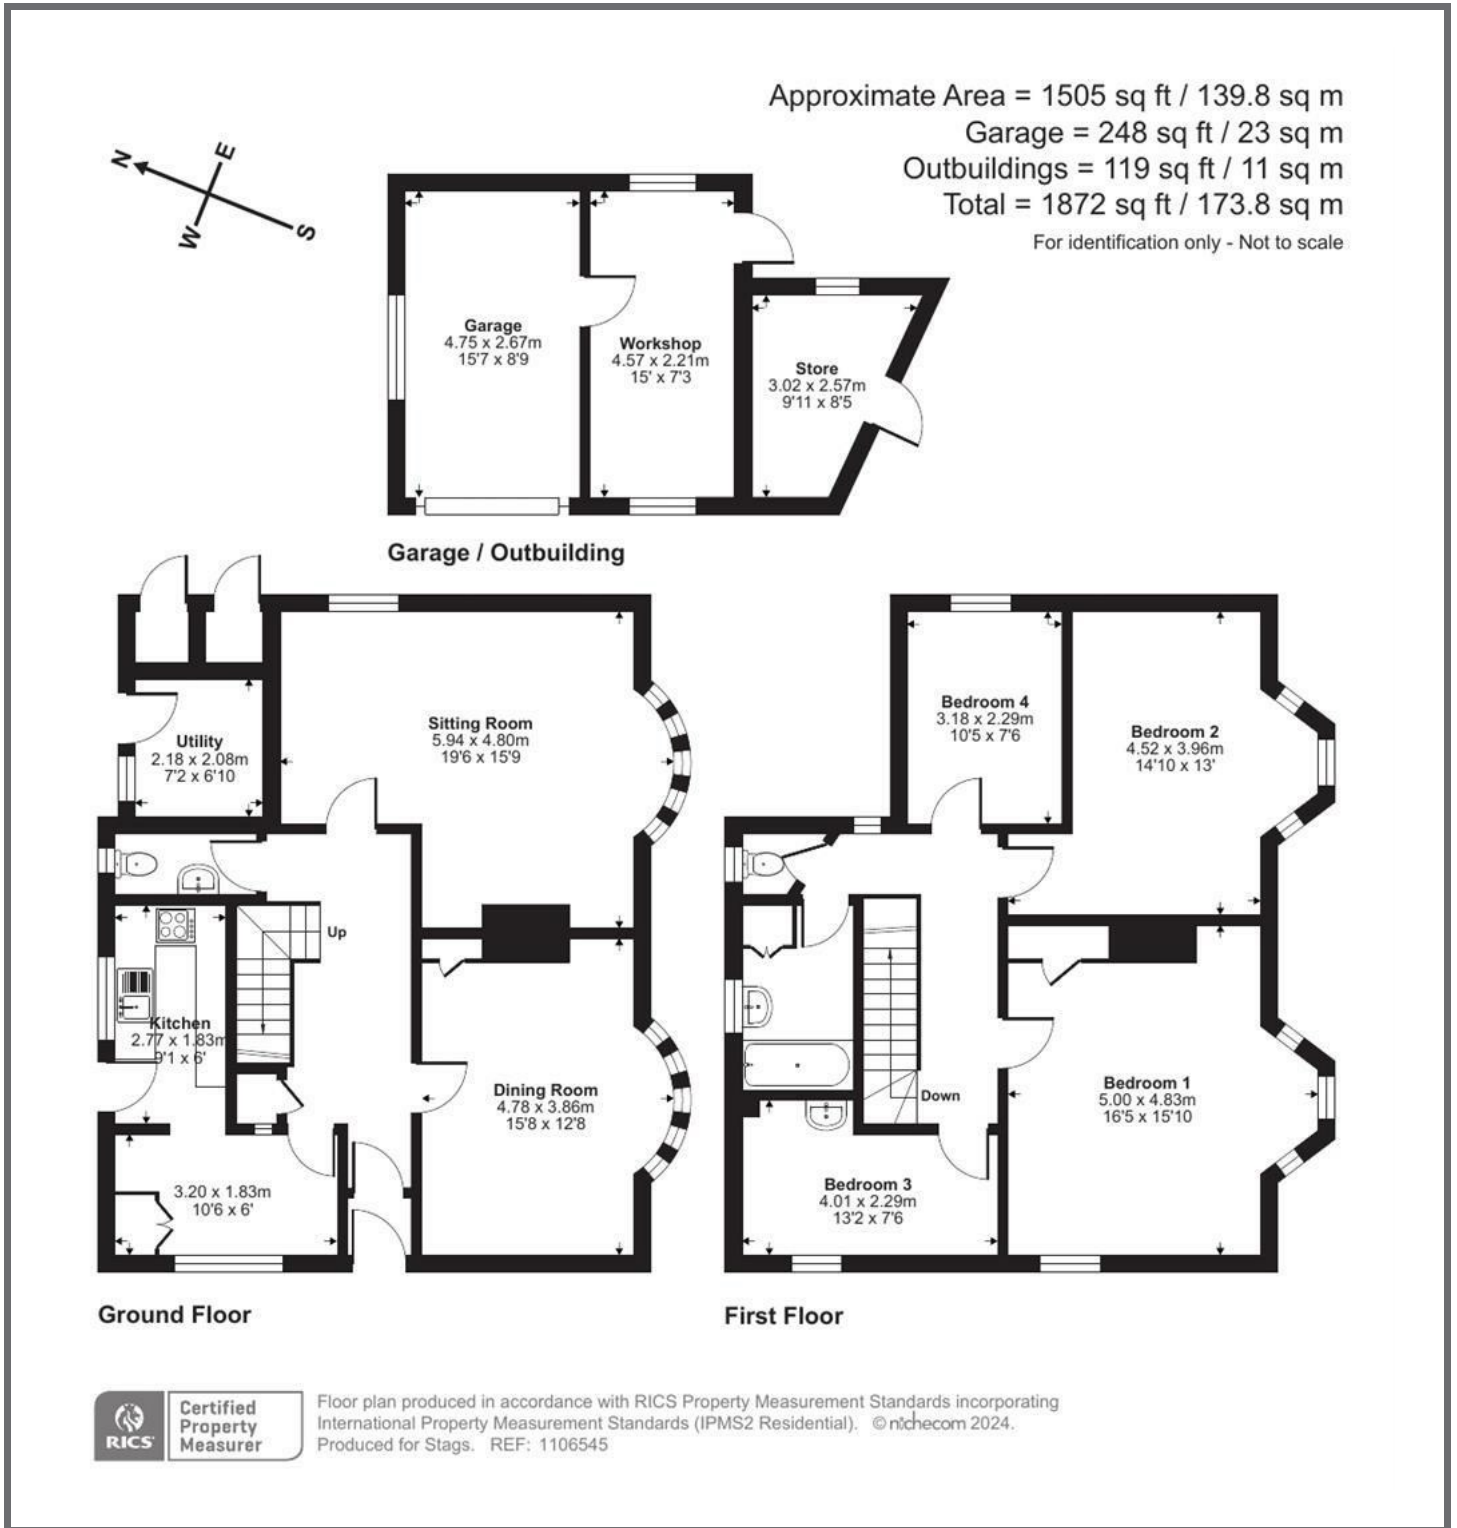 Approximate Area = 1505 sq ft / 139.8 sq m
Garage = 248 sq ft / 23 sq m
Outbuildings = 119 sq ft / 11 sq m
Total = 1872 sq ft / 173.8 sq m
For identification only - Not to scale
N
E
W
S
Garage
4.75 x 2.67m
15'7 x 8'9
Workshop
4.57 x 2.21m
15' x 7'3
Store
3.02 x 2.57m
9'11 x 8'5
Garage / Outbuilding
Utility
2.18 x 2.08m
7'2 x 6'10
Sitting Room
5.94 x 4.80m
19'6 x 15'9
Up
Kitchen
2.77 x 1.83m
9'1 x 6'
Dining Room
4.78 x 3.86m
15'8 x 12'8
3.20 x 1.83m
10'6 x 6'
Ground Floor
Bedroom 4
3.18 x 2.29m
10'5 x 7'6
Bedroom 2
4.52 x 3.96m
14'10 x 13'
Down
Bedroom 1
5.00 x 4.83m
16'5 x 15'10
Bedroom 3
4.01 x 2.29m
13'2 x 7'6
First Floor
RICS
Certified
Property
Measurer
Floor plan produced in accordance with RICS Property Measurement Standards incorporating
International Property Measurement Standards (IPMS2 Residential). © nichecom 2024.
Produced for Stags. REF: 1106545